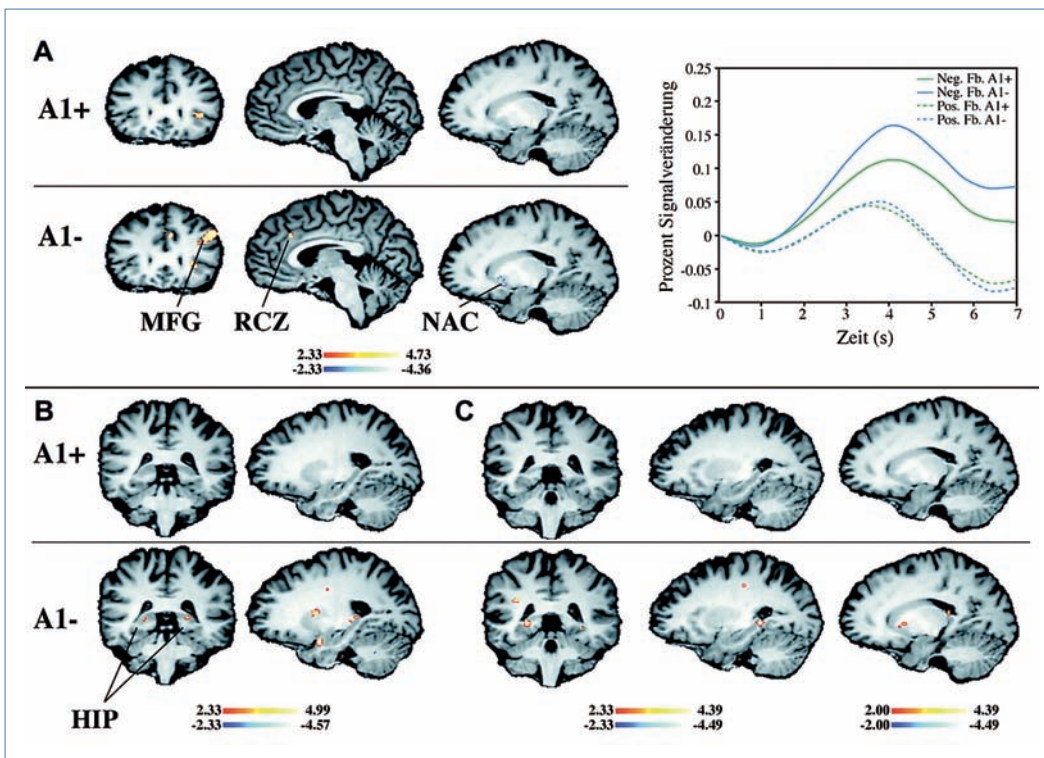 A
A1+
A1-
MFG
RCZ
NAC
2.33 4.73
-2.33 -4.36
Prozent Signalveränderung
0.25
0.20
0.15
0.10
0.05
0
-0.05
-0.1
0 1 2 3 4 5 6 7
Zeit (s)
Neg. Fb. A1+
Neg. Fb. A1-
Pos. Fb. A1+
Pos. Fb. A1-
B
C
A1+
A1-
HIP
2.33 4.99
-2.33 -4.57
2.33 4.39
-2.33 -4.49
2.00 4.39
-2.00 -4.49